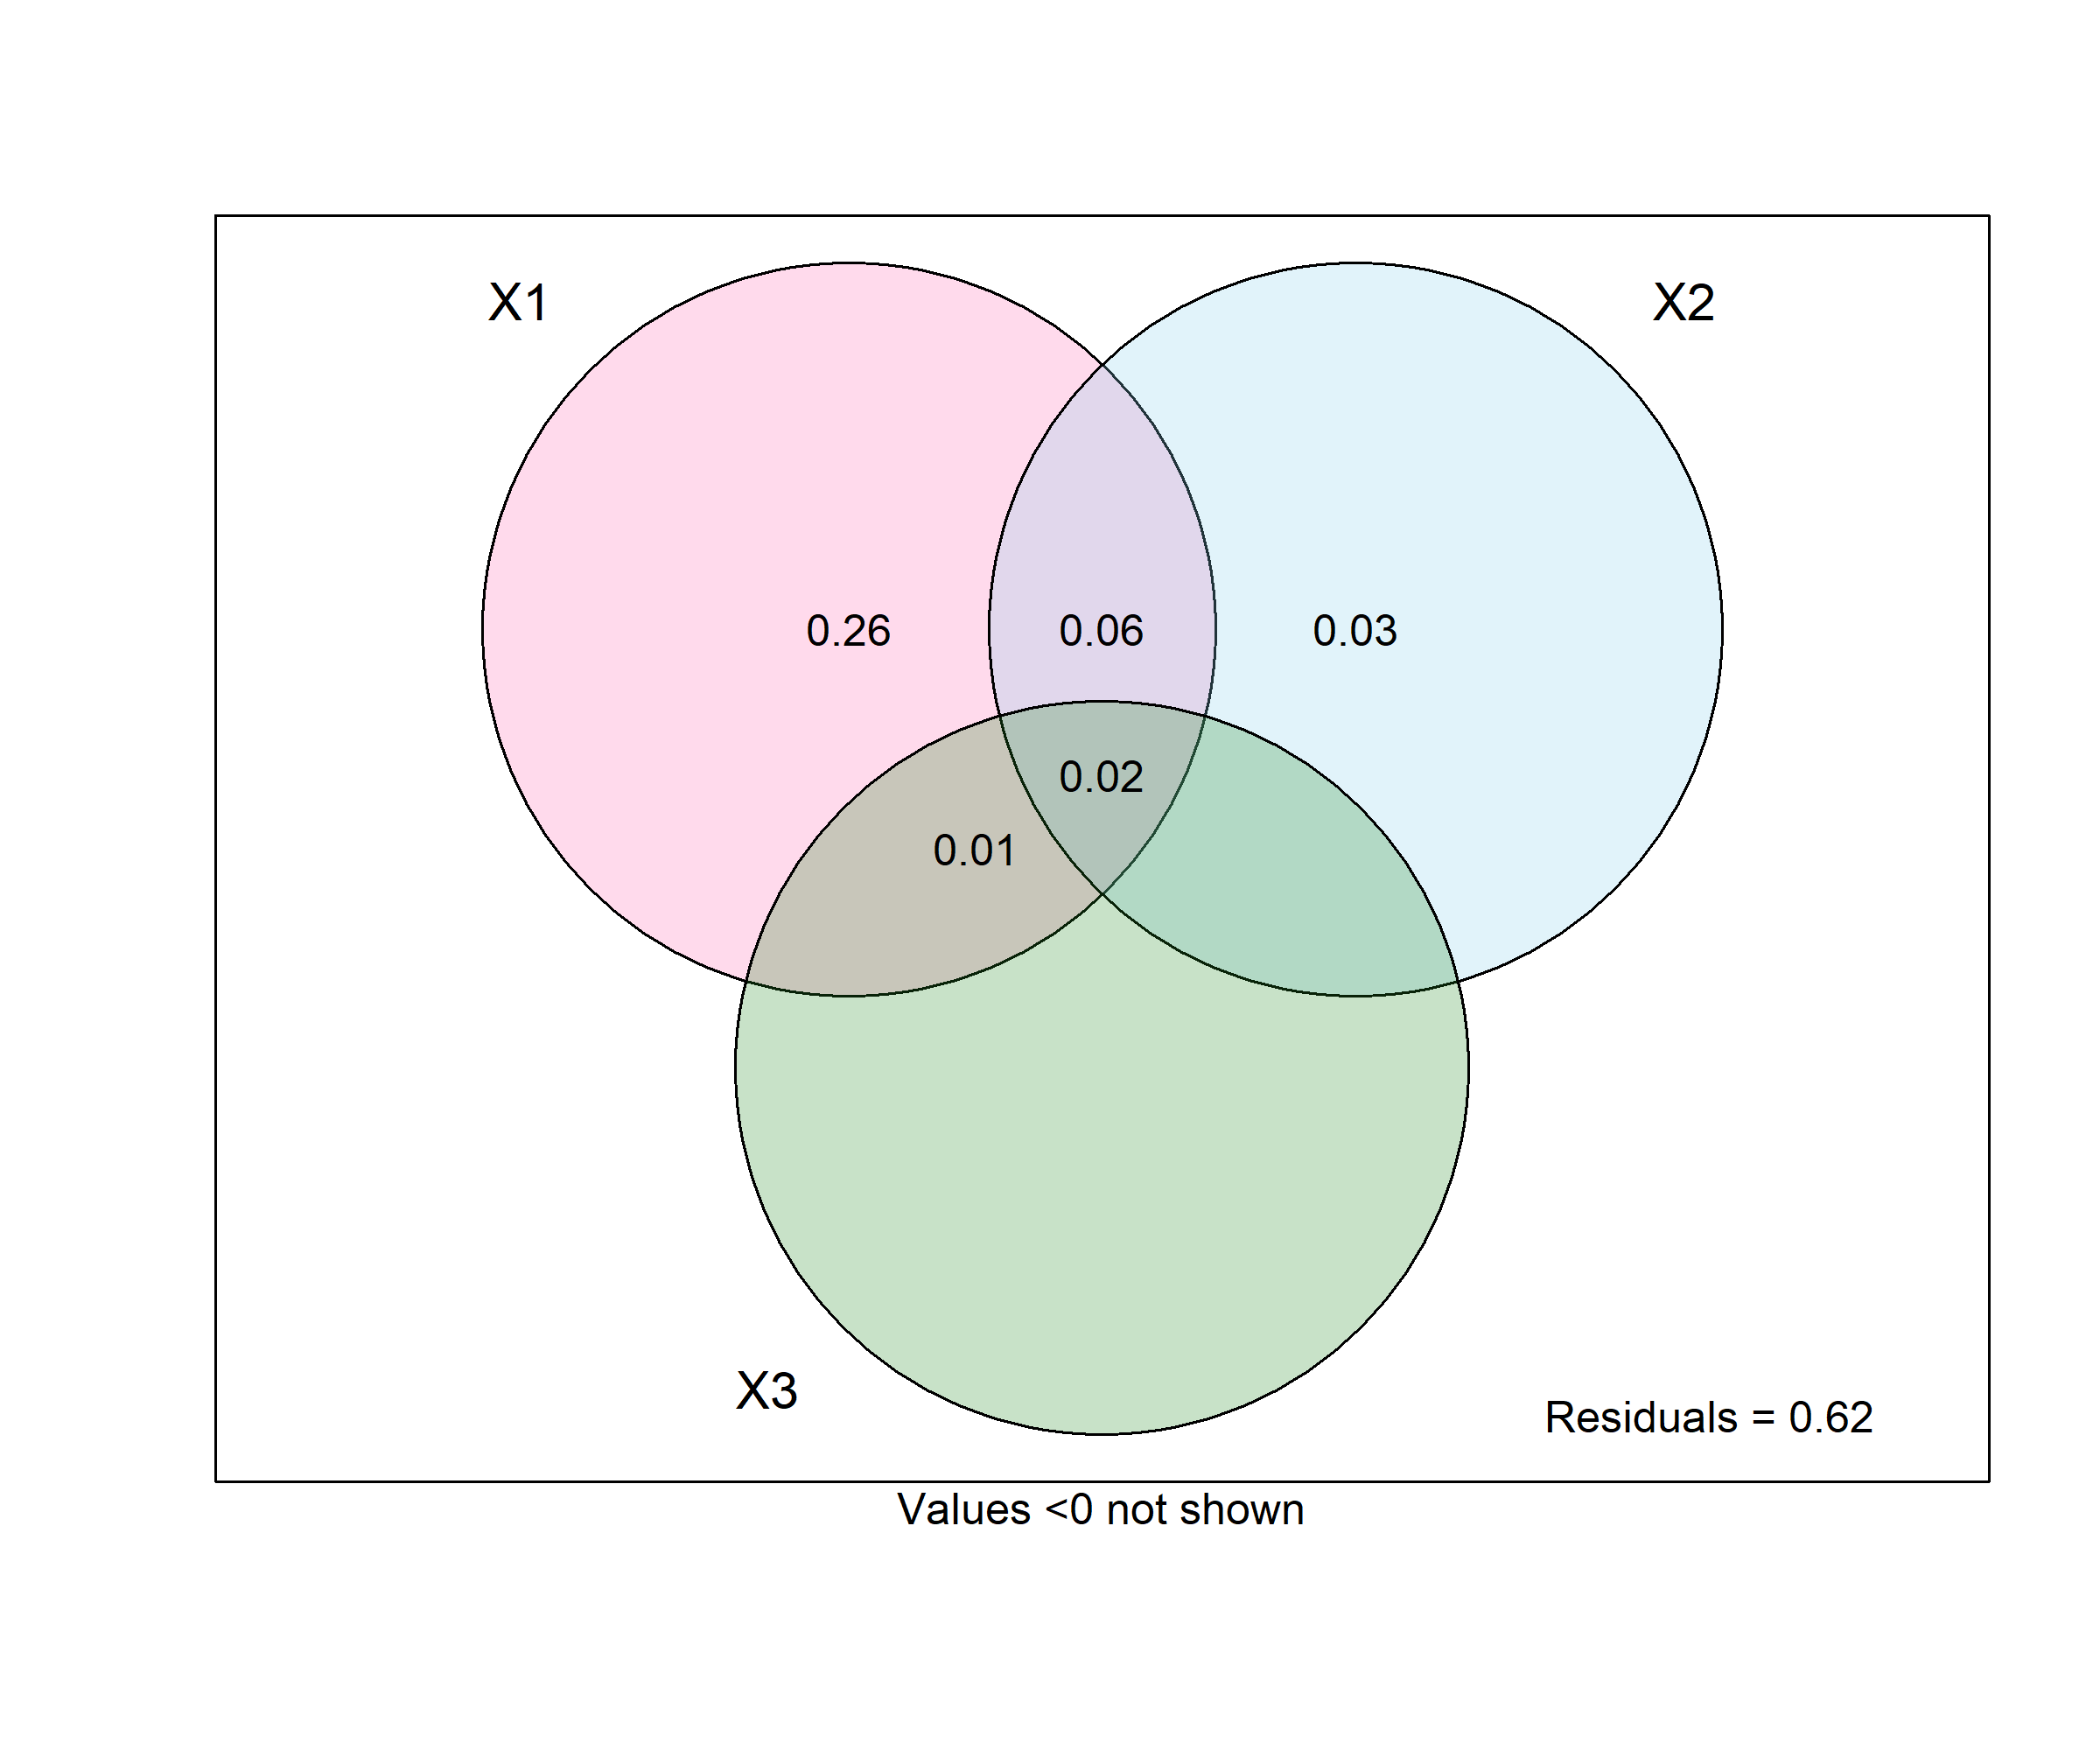 X1
X2
0.26
0.06
0.03
0.02
0.01
X3
Residuals = 0.62
Values <0 not shown